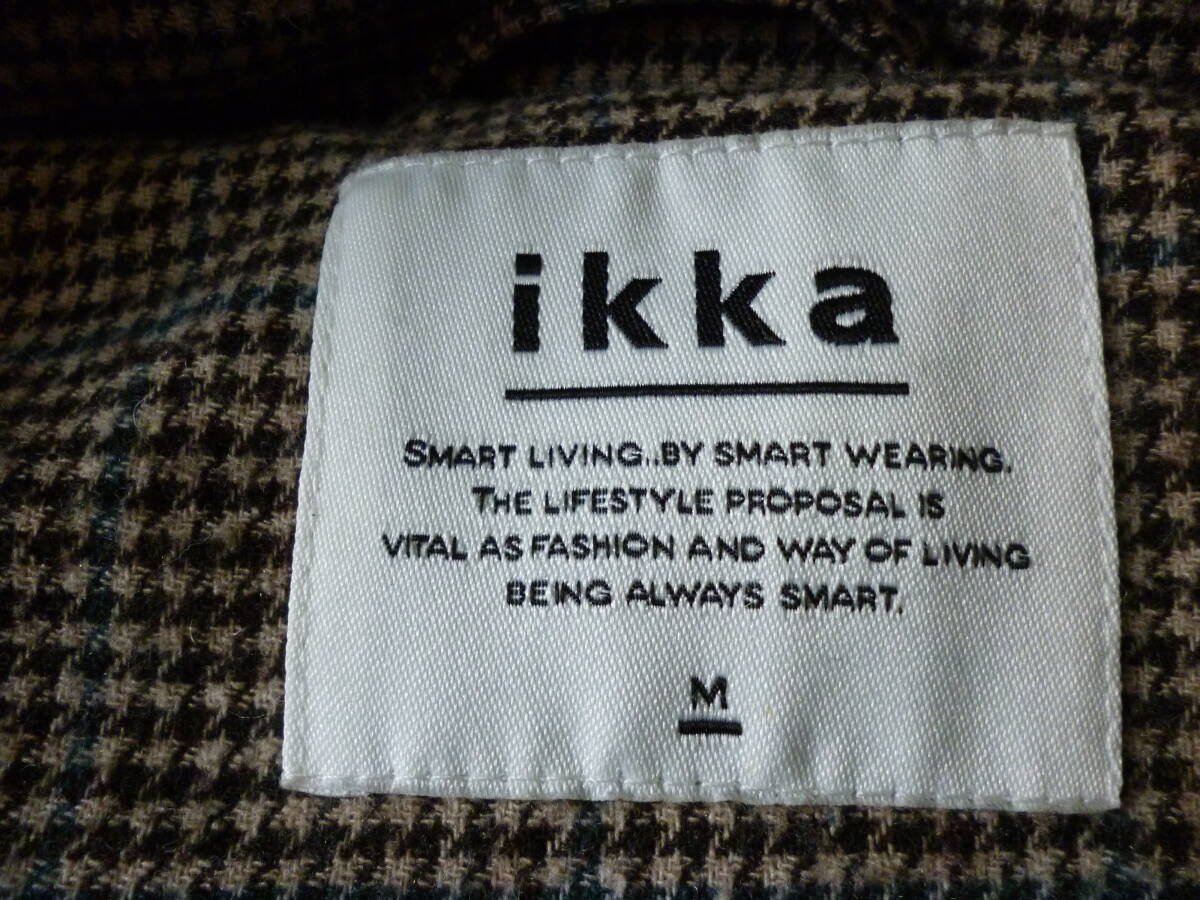 ikka
SMART LIVING..BY SMART WEARING.
THE LIFESTYLE PROPOSAL IS
VITAL AS FASHION AND WAY OF LIVING
BEING ALWAYS SMART.
M